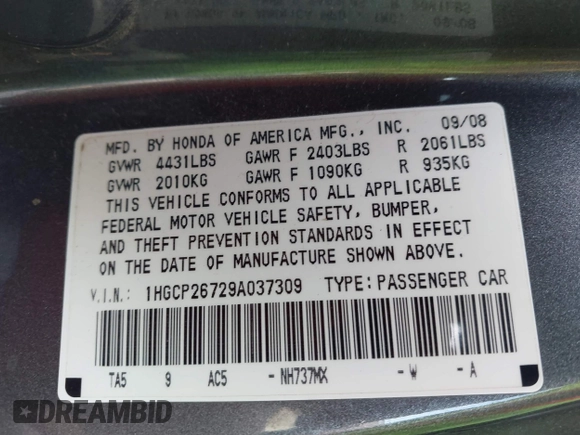 MFD. BY HONDA OF AMERICA MFG., INC. 09/08
GVWR 4431LBS GAWR F 2403LBS R 2061LBS
GVWR 2010KG GAWR F 1090KG R 935KG
THIS VEHICLE CONFORMS TO ALL APPLICABLE
FEDERAL MOTOR VEHICLE SAFETY, BUMPER,
AND THEFT PREVENTION STANDARDS IN EFFECT
ON THE DATE OF MANUFACTURE SHOWN ABOVE.
V.I.N.: 1HGCP26729A037309 TYPE:PASSENGER CAR
TA5 9 AC5 - NH737MX - W - A
DREAMBID